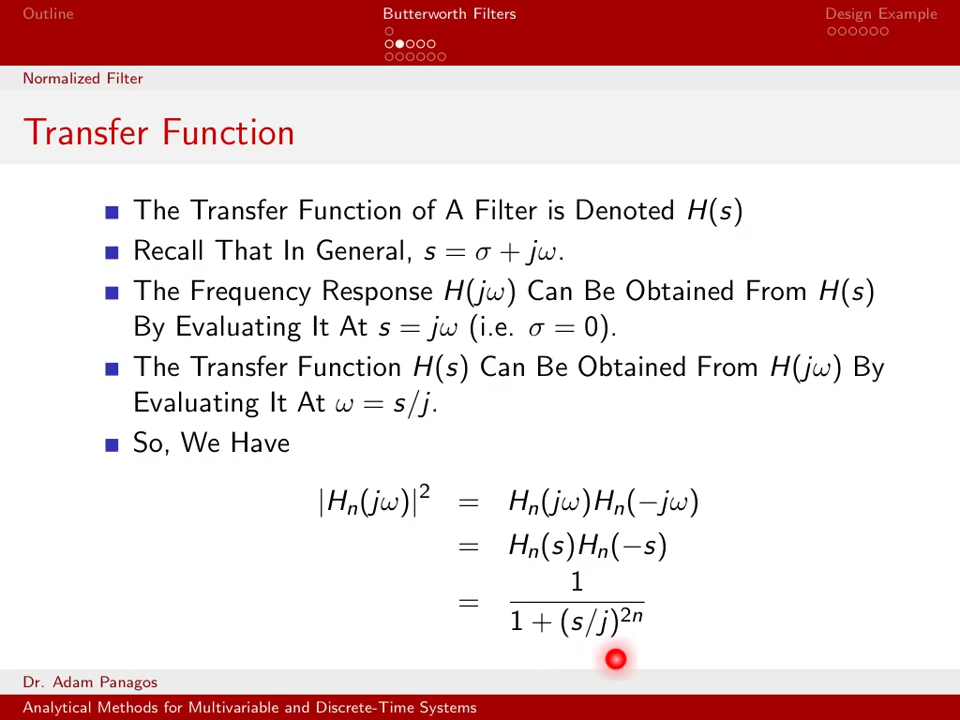 Outline
Butterworth Filters
Design Example
Normalized Filter
Transfer Function
The Transfer Function of A Filter is Denoted H(s)
Recall That In General, s = σ + jω.
The Frequency Response H(jω) Can Be Obtained From H(s)
By Evaluating It At s = jω (i.e. σ = 0).
The Transfer Function H(s) Can Be Obtained From H(jω) By
Evaluating It At ω = s/j.
So, We Have
|Hₙ(jω)|² = Hₙ(jω)Hₙ(−jω)
= Hₙ(s)Hₙ(−s)
= 1 / (1 + (s/j)²ⁿ)
Dr. Adam Panagos
Analytical Methods for Multivariable and Discrete-Time Systems